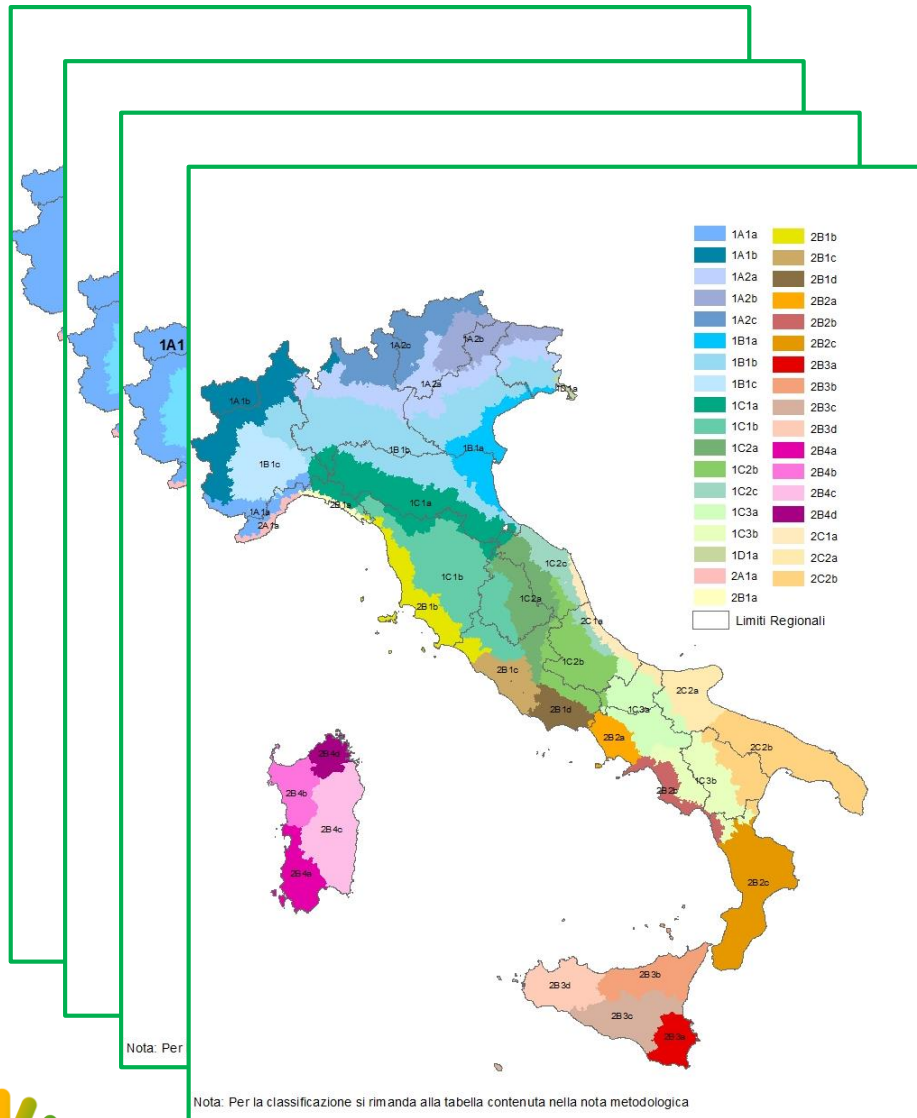 1A1a
1A1b
1A2a
1A2b
1A2c
1B1a
1B1b
1B1c
1C1a
1C1b
1C2a
1C2b
1C2c
1C3a
1C3b
1D1a
2A1a
2B1a
2B1b
2B1c
2B1d
2B2a
2B2b
2B2c
2B3a
2B3b
2B3c
2B3d
2B4a
2B4b
2B4c
2B4d
2C1a
2C2a
2C2b
Limiti Regionali
1A1
1A2b
1A2c
1A2a
1D1a
1A1b
1B1b
1B1a
1B1c
2B1a
1C1a
1A1a
2A1a
1C2c
1C1b
1C2a
2B1b
2C1a
1C2b
2B1c
2C2a
2B1d
1C3a
2B2a
2C2b
2B4d
1C3b
2B2b
2B4b
2B4c
2B4a
2B2c
2B3b
2B3d
2B3c
2B3a
Nota: Per
Nota: Per la classificazione si rimanda alla tabella contenuta nella nota metodologica